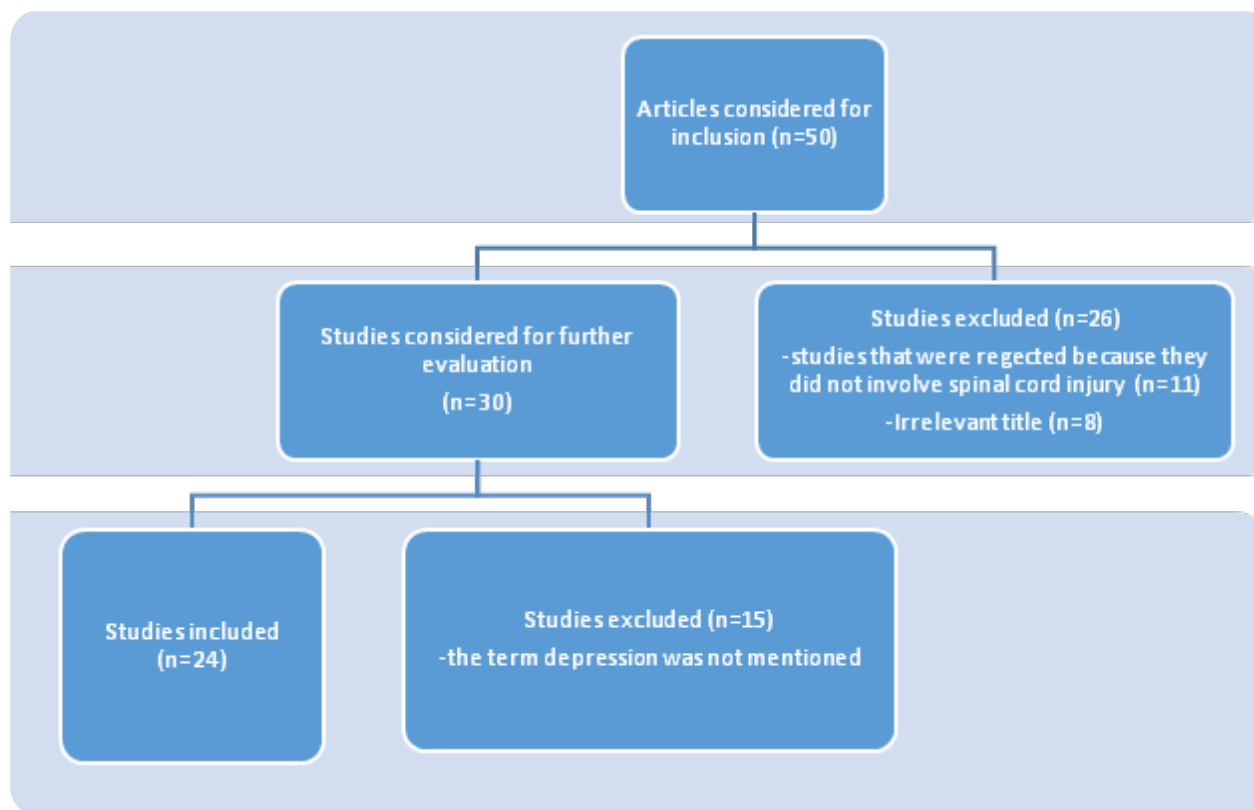 Articles considered for
inclusion (n=50)
Studies considered for further
evaluation
(n=30)
Studies excluded (n=26)
-studies that were regected because they
did not involve spinal cord injury (n=11)
-Irrelevant title (n=8)
Studies included
(n=24)
Studies excluded (n=15)
-the term depression was not mentioned